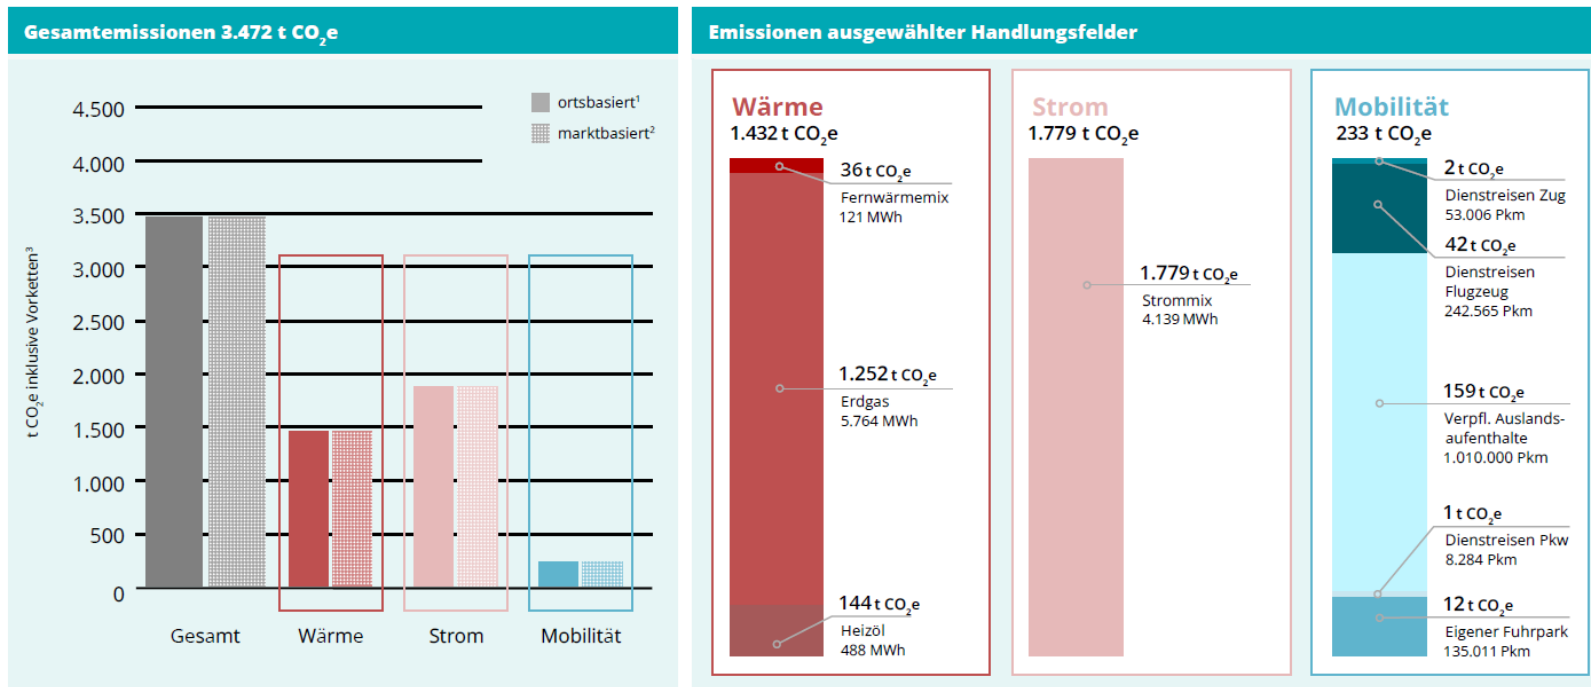 Gesamtemissionen 3.472 t CO₂e
ortsbasiert¹
marktbasiert²
t CO₂e inklusive Vorketten³
4.500
4.000
3.500
3.000
2.500
2.000
1.500
1.000
500
0
Gesamt
Wärme
Strom
Mobilität
Emissionen ausgewählter Handlungsfelder
Wärme
1.432 t CO₂e
36 t CO₂e
Fernwärmemix
121 MWh
1.252 t CO₂e
Erdgas
5.764 MWh
144 t CO₂e
Heizöl
488 MWh
Strom
1.779 t CO₂e
1.779 t CO₂e
Strommix
4.139 MWh
Mobilität
233 t CO₂e
2 t CO₂e
Dienstreisen Zug
53.006 Pkm
42 t CO₂e
Dienstreisen
Flugzeug
242.565 Pkm
159 t CO₂e
Verpfl. Auslands-
aufenthalte
1.010.000 Pkm
1 t CO₂e
Dienstreisen Pkw
8.284 Pkm
12 t CO₂e
Eigener Fuhrpark
135.011 Pkm